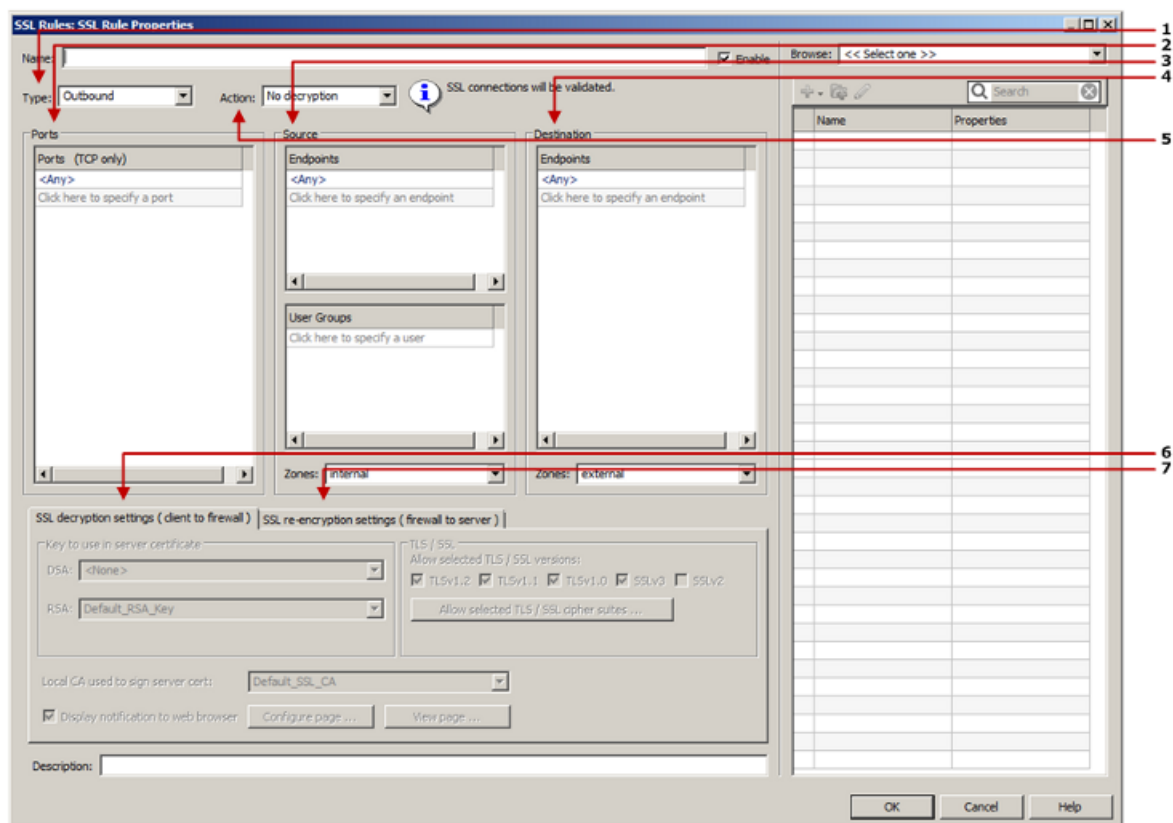 SSL Rules: SSL Rule Properties
1
2
Name:
Enable
Browse: << Select one >>
3
4
Type: Outbound
Action: No decryption
SSL connections will be validated.
Search
Name Properties
5
Ports
Source
Destination
Ports (TCP only)
<Any>
Click here to specify a port
Endpoints
<Any>
Click here to specify an endpoint
User Groups
Click here to specify a user
Zones: internal
Endpoints
<Any>
Click here to specify an endpoint
Zones: external
6
7
SSL decryption settings ( client to firewall )
SSL re-encryption settings ( firewall to server )
Key to use in server certificate
DSA: <None>
RSA: Default_RSA_Key
TLS / SSL
Allow selected TLS / SSL versions:
TLSv1.2 TLSv1.1 TLSv1.0 SSLv3 SSLv2
Allow selected TLS / SSL cipher suites ...
Local CA used to sign server cert: Default_SSL_CA
Display notification to web browser Configure page ... View page ...
Description:
OK Cancel Help